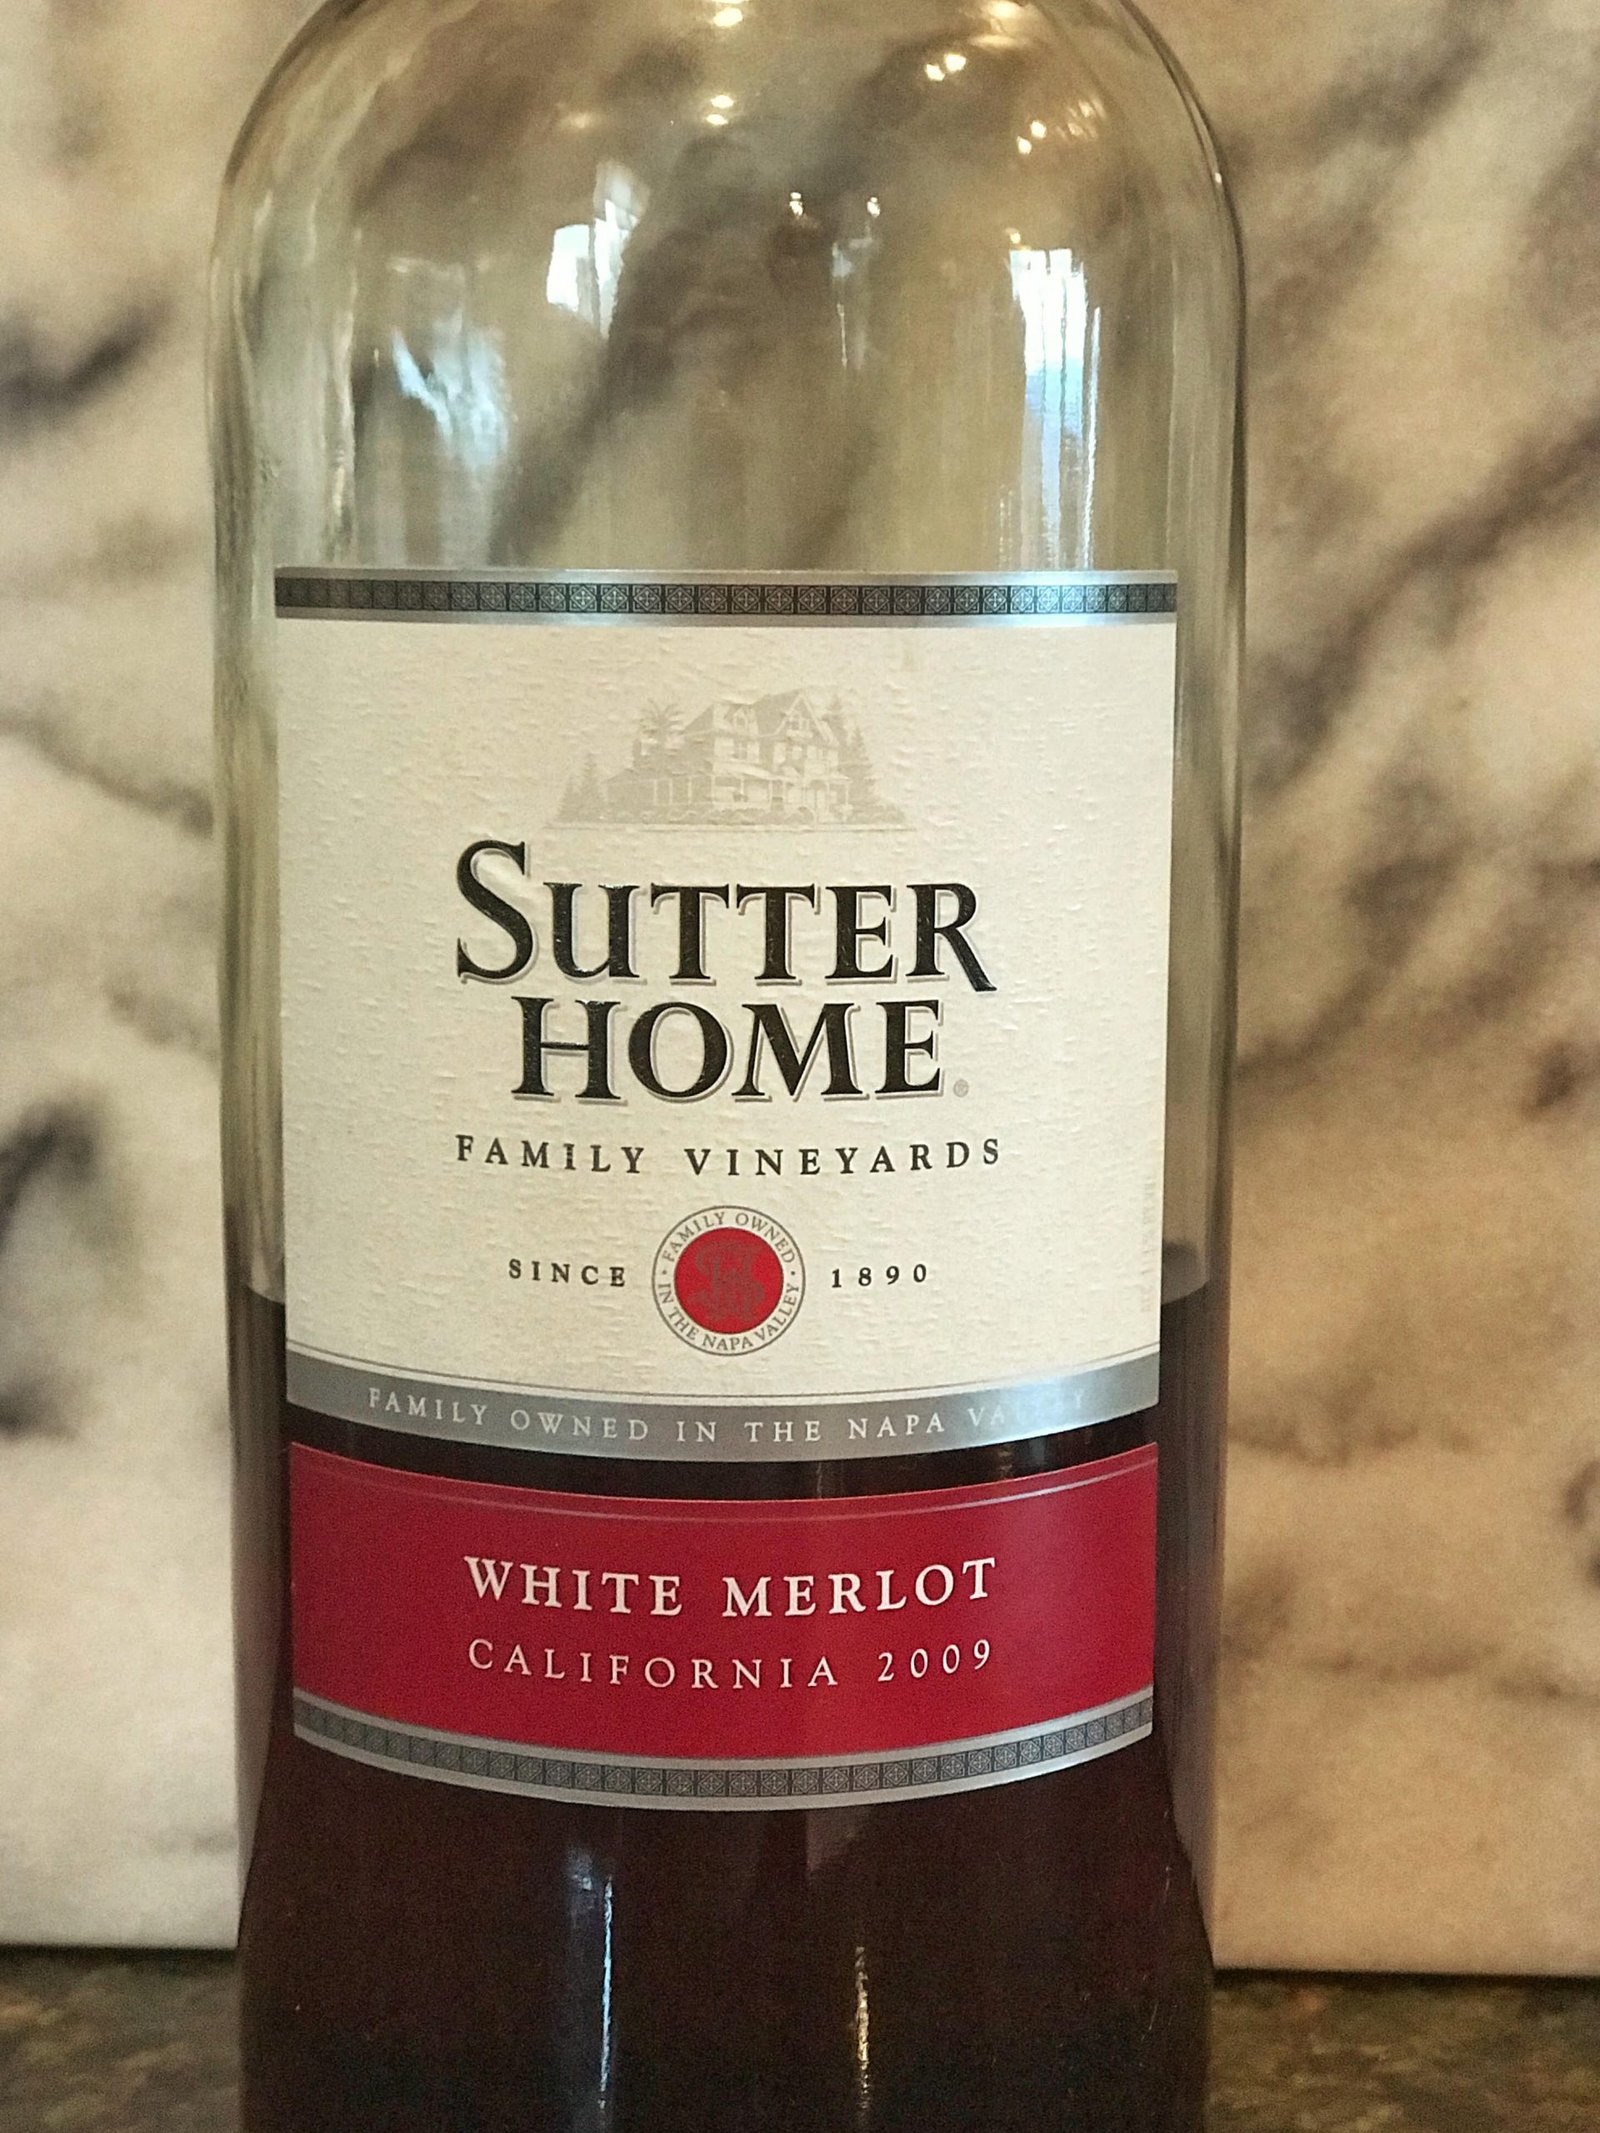 SUTTER
HOME®
FAMILY VINEYARDS
SINCE 1890
FAMILY OWNED
IN THE NAPA VALLEY
FAMILY OWNED IN THE NAPA VALLEY
WHITE MERLOT
CALIFORNIA 2009